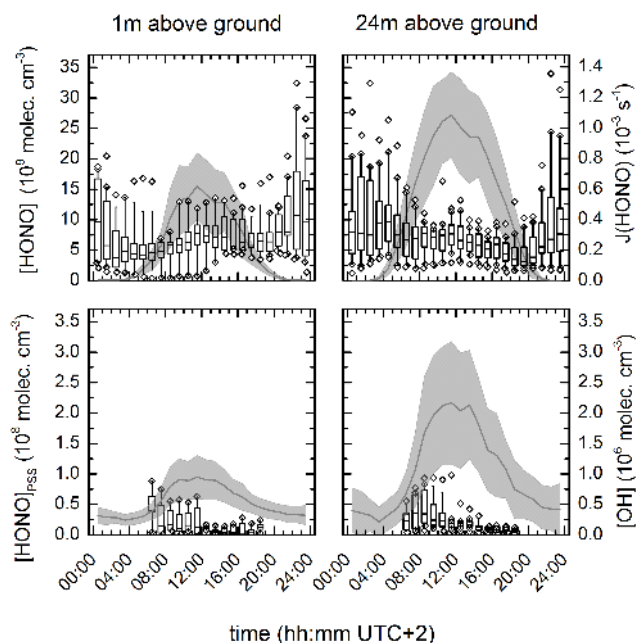 1m above ground 24m above ground
35 1.4
30 1.2
25 1.0
20 0.8
15 0.6
10 0.4
5 0.2
0 0.0
[HONO] (10⁹ molec. cm⁻³)
J(HONO) (10⁻³ s⁻¹)
3.5 3.5
3.0 3.0
2.5 2.5
2.0 2.0
1.5 1.5
1.0 1.0
0.5 0.5
0.0 0.0
[HONO]PSS (10⁸ molec. cm⁻³)
[OH] (10⁶ molec. cm⁻³)
00:00 04:00 08:00 12:00 16:00 20:00 24:00 00:00 04:00 08:00 12:00 16:00 20:00 24:00
time (hh:mm UTC+2)